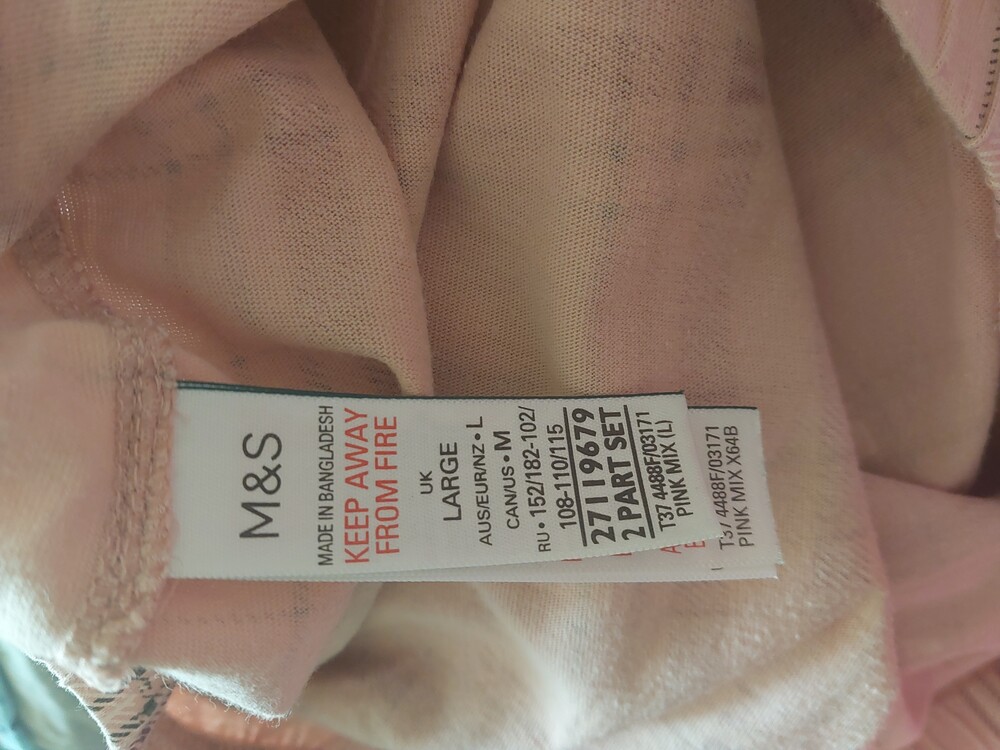 M&S
MADE IN BANGLADESH
KEEP AWAY
FROM FIRE
UK
LARGE
AUS/EUR/NZ • L
CAN/US • M
RU • 152/182-102/
108-110/115
27119679
2 PART SET
T37 4488F/03171
PINK MIX (L)
T37 4488F/03171
PINK MIX X64B